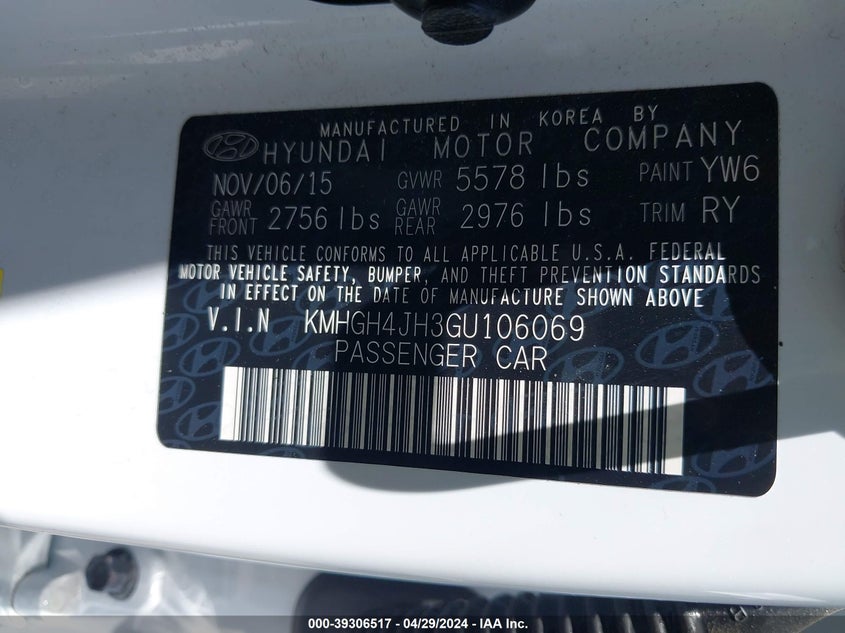 MANUFACTURED IN KOREA BY
HYUNDAI MOTOR COMPANY
NOV/06/15 GVWR 5578 lbs PAINT YW6
GAWR FRONT 2756 lbs GAWR REAR 2976 lbs TRIM RY
THIS VEHICLE CONFORMS TO ALL APPLICABLE U.S.A. FEDERAL
MOTOR VEHICLE SAFETY, BUMPER, AND THEFT PREVENTION STANDARDS
IN EFFECT ON THE DATE OF MANUFACTURE SHOWN ABOVE
V.I.N KMHGH4JH3GU106069
PASSENGER CAR
000-39306517 - 04/29/2024 - IAA, Inc.